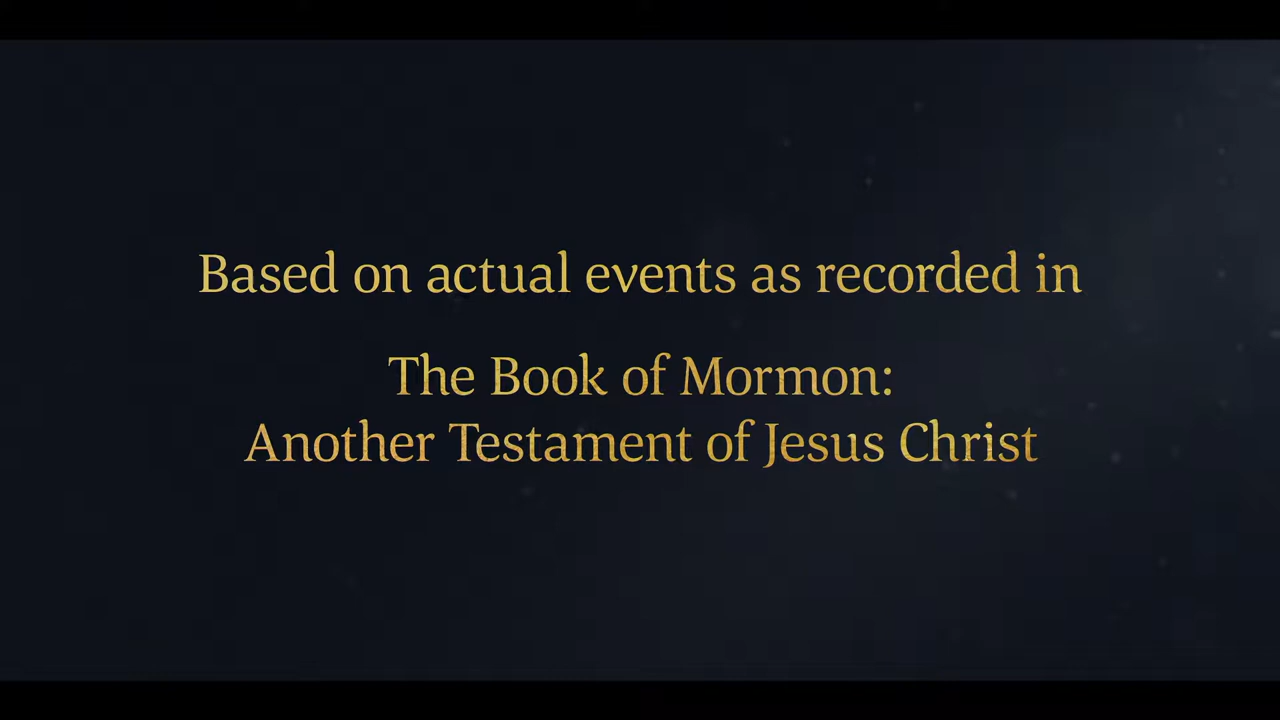 Based on actual events as recorded in
The Book of Mormon:
Another Testament of Jesus Christ